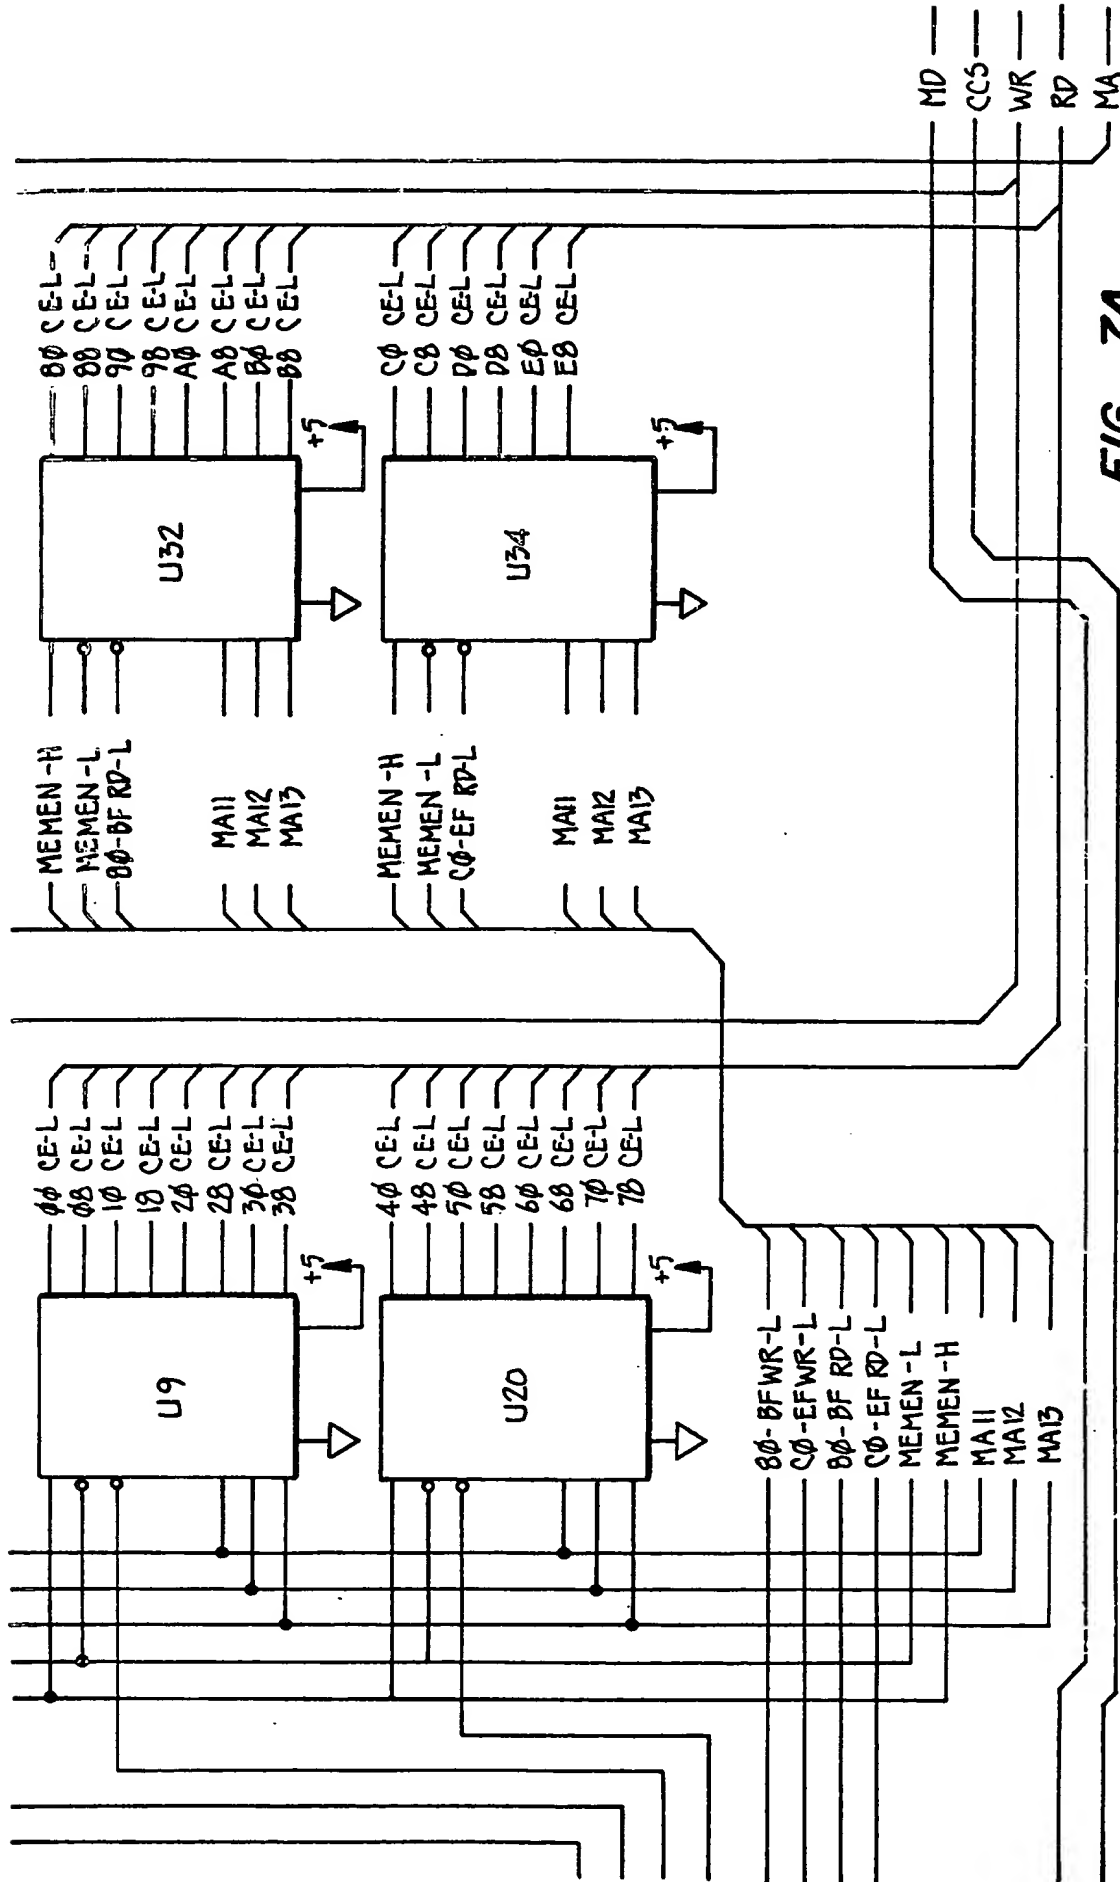 80 CE-L
88 CE-L
90 CE-L
98 CE-L
A0 CE-L
A8 CE-L
B0 CE-L
B8 CE-L
+5
U32
MEMEN-H
MEMEN-L
80-BF RD-L
MA11
MA12
MA13
C0 CE-L
C8 CE-L
D0 CE-L
D8 CE-L
E0 CE-L
E8 CE-L
+5
U34
MEMEN-H
MEMEN-L
C0-EF RD-L
MA11
MA12
MA13
00 CE-L
08 CE-L
10 CE-L
18 CE-L
20 CE-L
28 CE-L
30 CE-L
38 CE-L
+5
U9
40 CE-L
48 CE-L
50 CE-L
58 CE-L
60 CE-L
68 CE-L
70 CE-L
78 CE-L
+5
U20
80-BFWR-L
C0-EFWR-L
80-BF RD-L
C0-EF RD-L
MEMEN-L
MEMEN-H
MA11
MA12
MA13
MD
CCS
WR
RD
MA
FIG. 7A